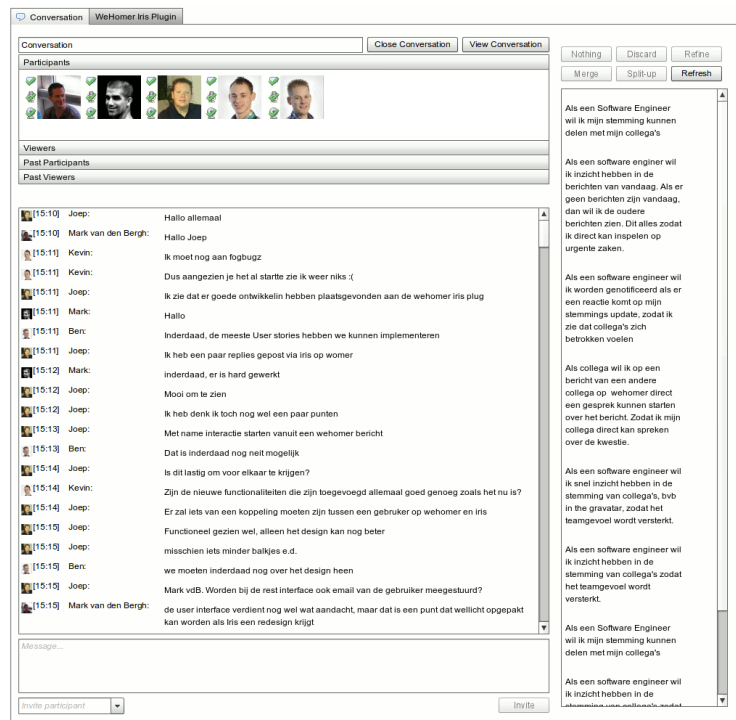 Conversation
WeHomer Iris Plugin
Conversation
Close Conversation
View Conversation
Participants
Viewers
Past Participants
Past Viewers
[15:10] Joep: Hallo allemaal
[15:10] Mark van den Bergh: Hallo Joep
[15:11] Kevin: Ik moet nog aan fogbugz
[15:11] Kevin: Dus aangezien je het al startte zie ik weer niks :(
[15:11] Joep: Ik zie dat er goede ontwikkelin hebben plaatsgevonden aan de wehomer iris plug
[15:11] Mark: Hallo
[15:11] Ben: Inderdaad, de meeste User stories hebben we kunnen implementeren
[15:11] Joep: Ik heb een paar replies gepost via iris op womer
[15:12] Mark: inderdaad, er is hard gewerkt
[15:12] Joep: Mooi om te zien
[15:12] Joep: Ik heb denk ik toch nog wel een paar punten
[15:13] Joep: Met name interactie starten vanuit een wehomer bericht
[15:13] Ben: Dat is inderdaad nog neit mogelijk
[15:14] Joep: Is dit lastig om voor elkaar te krijgen?
[15:14] Kevin: Zijn de nieuwe functionaliteiten die zijn toegevoegd allemaal goed genoeg zoals het nu is?
[15:14] Joep: Er zal iets van een koppeling moeten zijn tussen een gebruiker op wehomer en iris
[15:15] Joep: Functioneel gezien wel, alleen het design kan nog beter
[15:15] Joep: misschien iets minder balkjes e.d.
[15:15] Ben: we moeten inderdaad nog over het design heen
[15:15] Joep: Mark vdB. Worden bij de rest interface ook email van de gebruiker meegestuurd?
[15:15] Mark van den Bergh: de user interface verdient nog wel wat aandacht, maar dat is een punt dat wellicht opgepakt
kan worden als Iris een redesign krijgt
Message...
Invite participant
Invite
Nothing
Discard
Refine
Merge
Split-up
Refresh
Als een Software Engineer
wil ik mijn stemming kunnen
delen met mijn collega's
Als een software enginer wil
ik inzicht hebben in de
berichten van vandaag. Als er
geen berichten zijn vandaag,
dan wil ik de oudere
berichten zien. Dit alles zodat
ik direct kan inspelen op
urgente zaken.
Als een software engineer wil
ik worden genotificeerd als er
een reactie komt op mijn
stemmings update, zodat ik
zie dat collega's zich
betrokken voelen
Als collega wil ik op een
bericht van een andere
collega op wehomer direct
een gesprek kunnen starten
over het bericht. Zodat ik mijn
collega direct kan spreken
over de kwestie.
Als een software engineer wil
ik snel inzicht hebben in de
stemming van collega's, bvb
in the gravatar, zodat het
teamgevoel wordt versterkt.
Als een software engineer wil
ik inzicht hebben in de
stemming van collega's zodat
het teamgevoel wordt
versterkt.
Als een Software Engineer
wil ik mijn stemming kunnen
delen met mijn collega's
Als een software engineer wil
ik inzicht hebben in de
stemming van collega's zodat